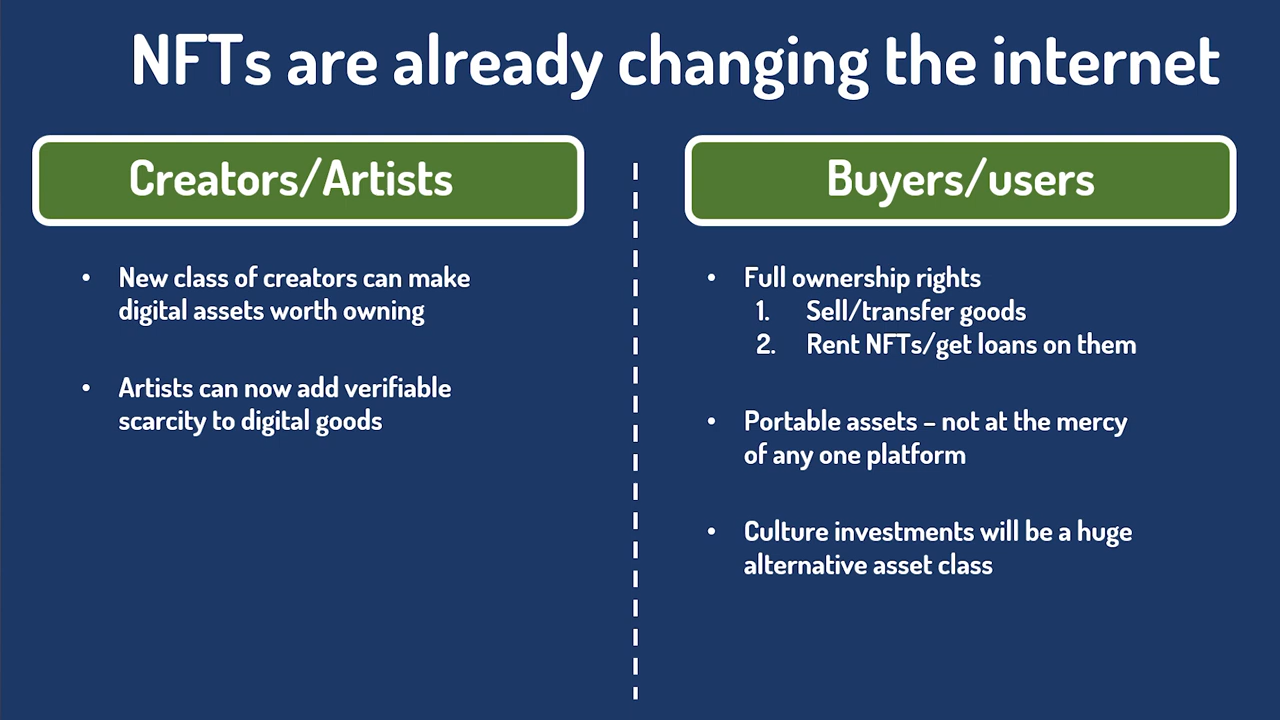 NFTs are already changing the internet
Creators/Artists
• New class of creators can make
digital assets worth owning
• Artists can now add verifiable
scarcity to digital goods
Buyers/users
• Full ownership rights
1. Sell/transfer goods
2. Rent NFTs/get loans on them
• Portable assets – not at the mercy
of any one platform
• Culture investments will be a huge
alternative asset class